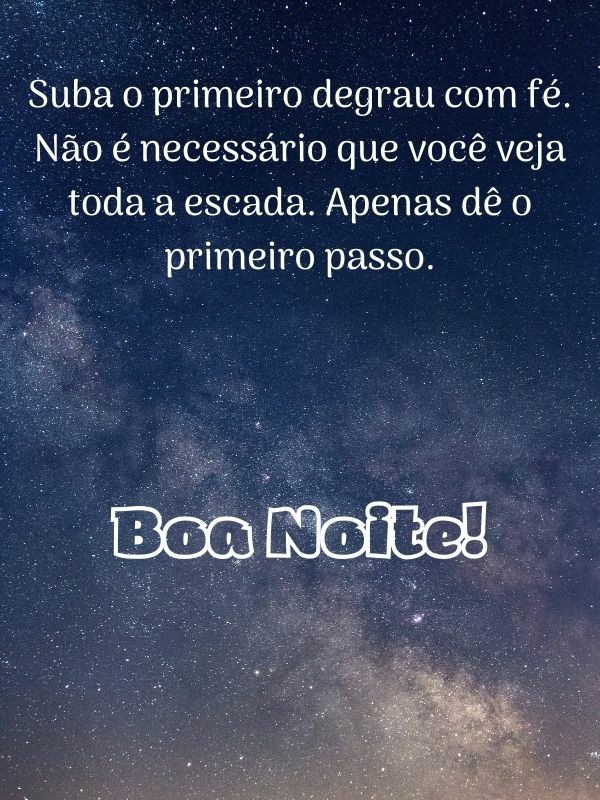 Suba o primeiro degrau com fé.
Não é necessário que você veja
toda a escada. Apenas dê o
primeiro passo.
Boa Noite!